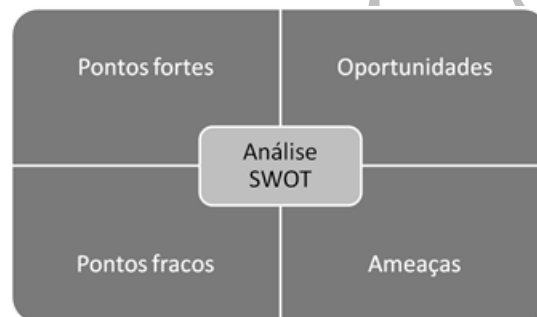 Pontos fortes
Oportunidades
Análise
SWOT
Pontos fracos
Ameaças